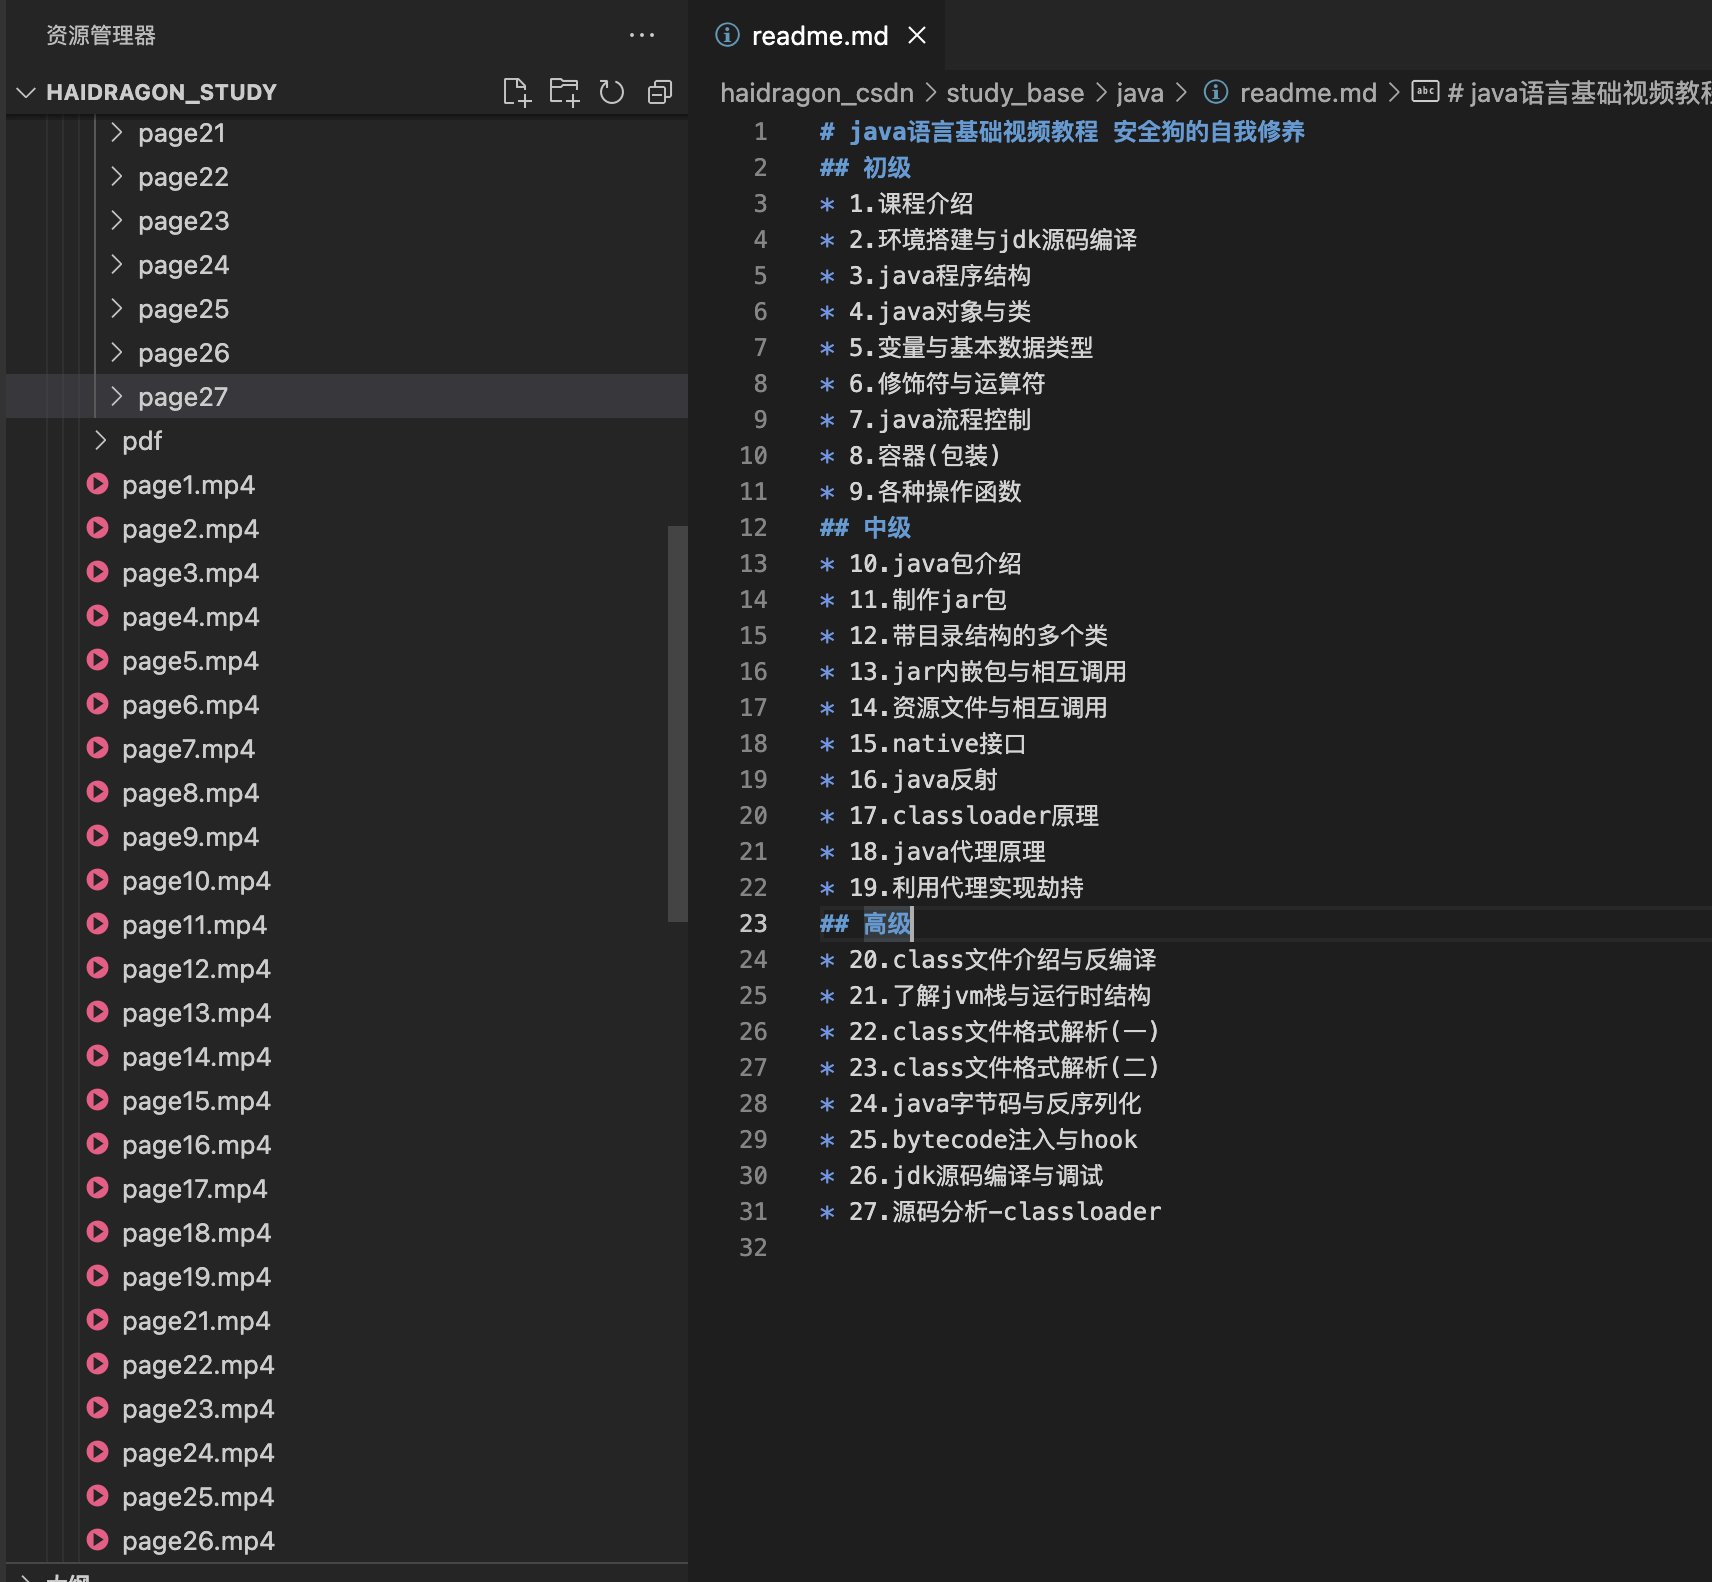 资源管理器
HAIDRAGON_STUDY
page21
page22
page23
page24
page25
page26
page27
pdf
page1.mp4
page2.mp4
page3.mp4
page4.mp4
page5.mp4
page6.mp4
page7.mp4
page8.mp4
page9.mp4
page10.mp4
page11.mp4
page12.mp4
page13.mp4
page14.mp4
page15.mp4
page16.mp4
page17.mp4
page18.mp4
page19.mp4
page21.mp4
page22.mp4
page23.mp4
page24.mp4
page25.mp4
page26.mp4
readme.md
haidragon_csdn > study_base > java > readme.md > # java语言基础视频教
1 # java语言基础视频教程 安全狗的自我修养
2 ## 初级
3 * 1.课程介绍
4 * 2.环境搭建与jdk源码编译
5 * 3.java程序结构
6 * 4.java对象与类
7 * 5.变量与基本数据类型
8 * 6.修饰符与运算符
9 * 7.java流程控制
10 * 8.容器(包装)
11 * 9.各种操作函数
12 ## 中级
13 * 10.java包介绍
14 * 11.制作jar包
15 * 12.带目录结构的多个类
16 * 13.jar内嵌包与相互调用
17 * 14.资源文件与相互调用
18 * 15.native接口
19 * 16.java反射
20 * 17.classloader原理
21 * 18.java代理原理
22 * 19.利用代理实现劫持
23 ## 高级
24 * 20.class文件介绍与反编译
25 * 21.了解jvm栈与运行时结构
26 * 22.class文件格式解析(一)
27 * 23.class文件格式解析(二)
28 * 24.java字节码与反序列化
29 * 25.bytecode注入与hook
30 * 26.jdk源码编译与调试
31 * 27.源码分析-classloader
32